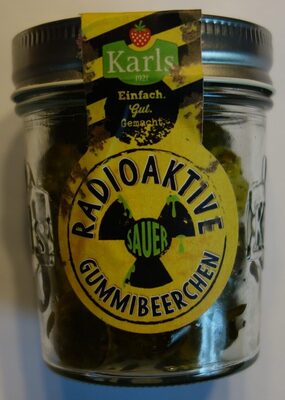 Karls
1921
Einfach.
Gut.
Gemacht.
RADIOAKTIVE
SAUER
GUMMIBEERCHEN